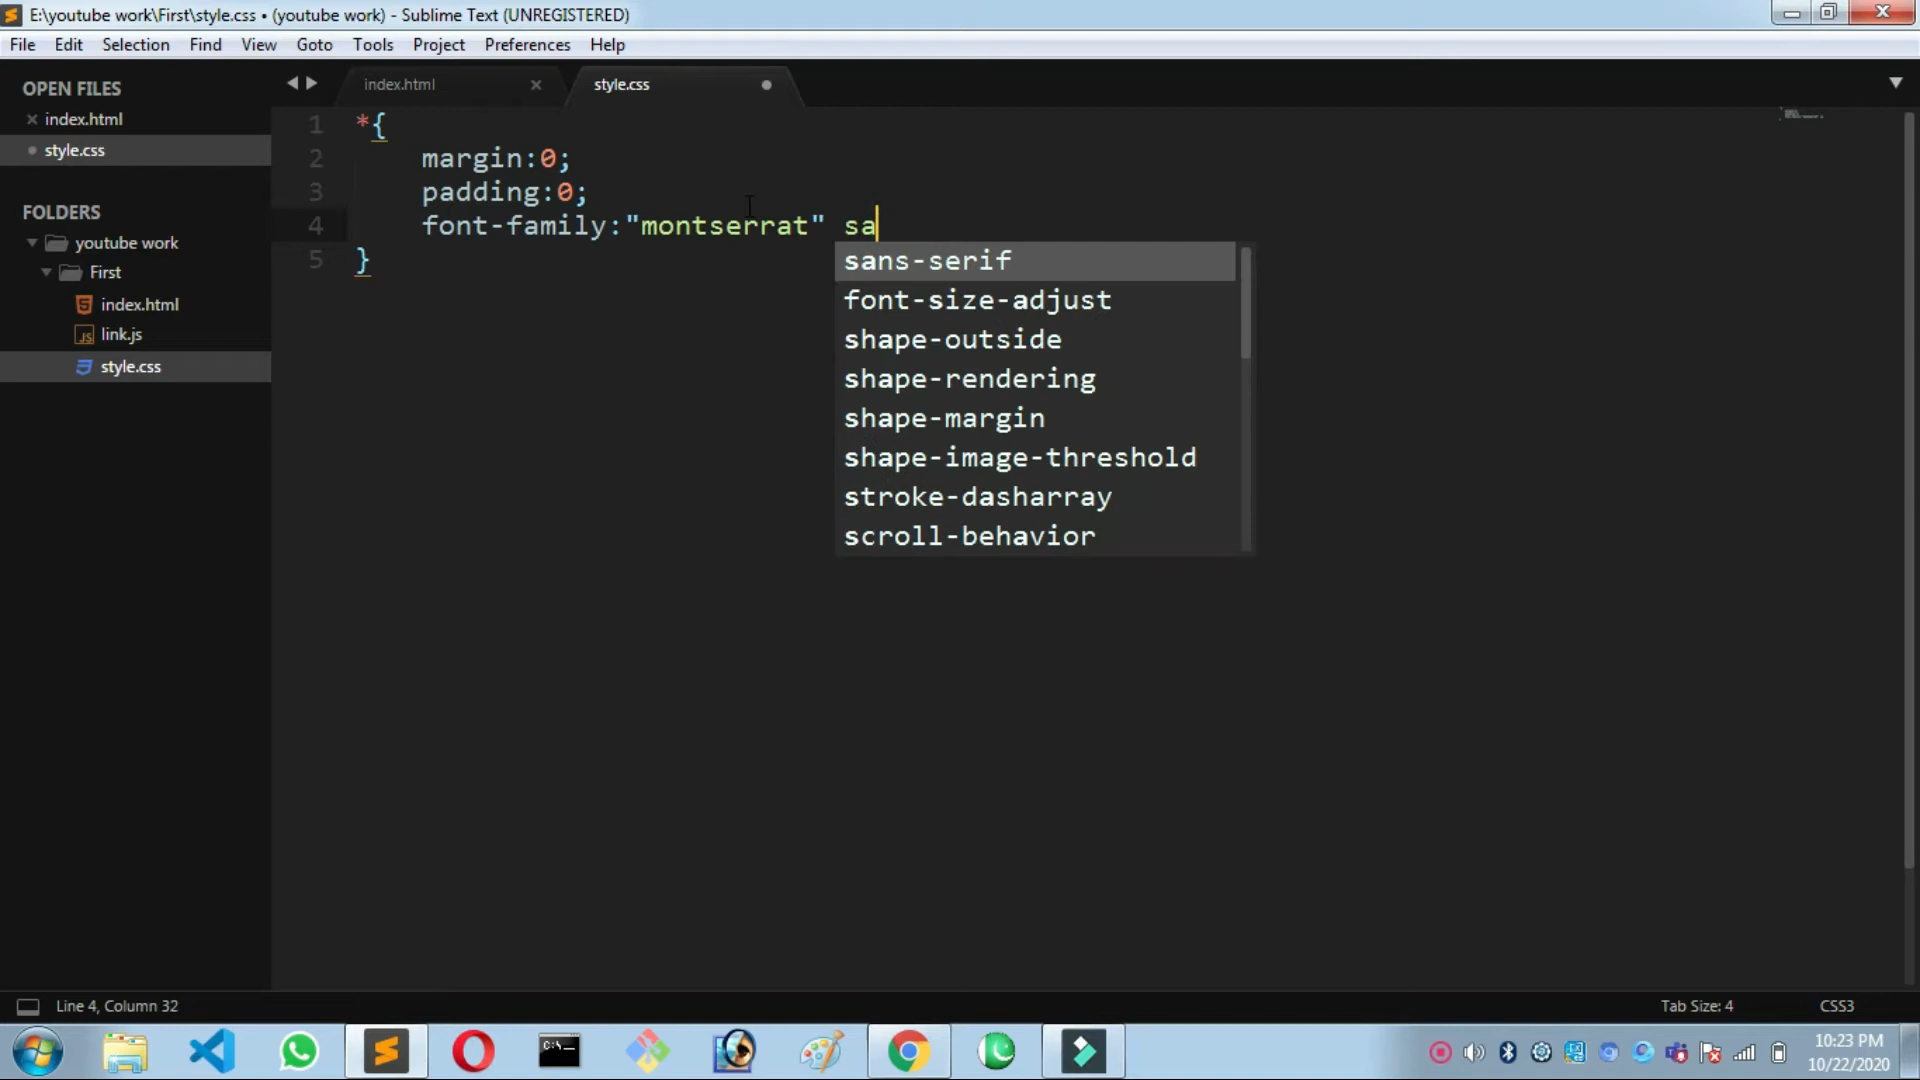 E:\youtube work\First\style.css • (youtube work) - Sublime Text (UNREGISTERED)
File Edit Selection Find View Goto Tools Project Preferences Help
OPEN FILES
index.html
style.css
FOLDERS
youtube work
First
index.html
link.js
style.css
index.html
style.css
1 *{
2 margin:0;
3 padding:0;
4 font-family:"montserrat" sa
5 }
sans-serif
font-size-adjust
shape-outside
shape-rendering
shape-margin
shape-image-threshold
stroke-dasharray
scroll-behavior
Line 4, Column 32
Tab Size: 4
CSS3
C:\
10:23 PM
10/22/2020